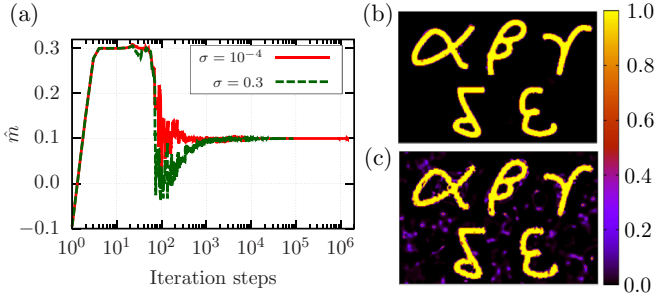 (a)
0.3
0.2
0.1
0.0
−0.1
m̂
σ = 10⁻⁴
σ = 0.3
10⁰ 10¹ 10² 10³ 10⁴ 10⁵ 10⁶
Iteration steps
(b)
α β γ
δ ε
(c)
α β γ
δ ε
1.0
0.8
0.6
0.4
0.2
0.0